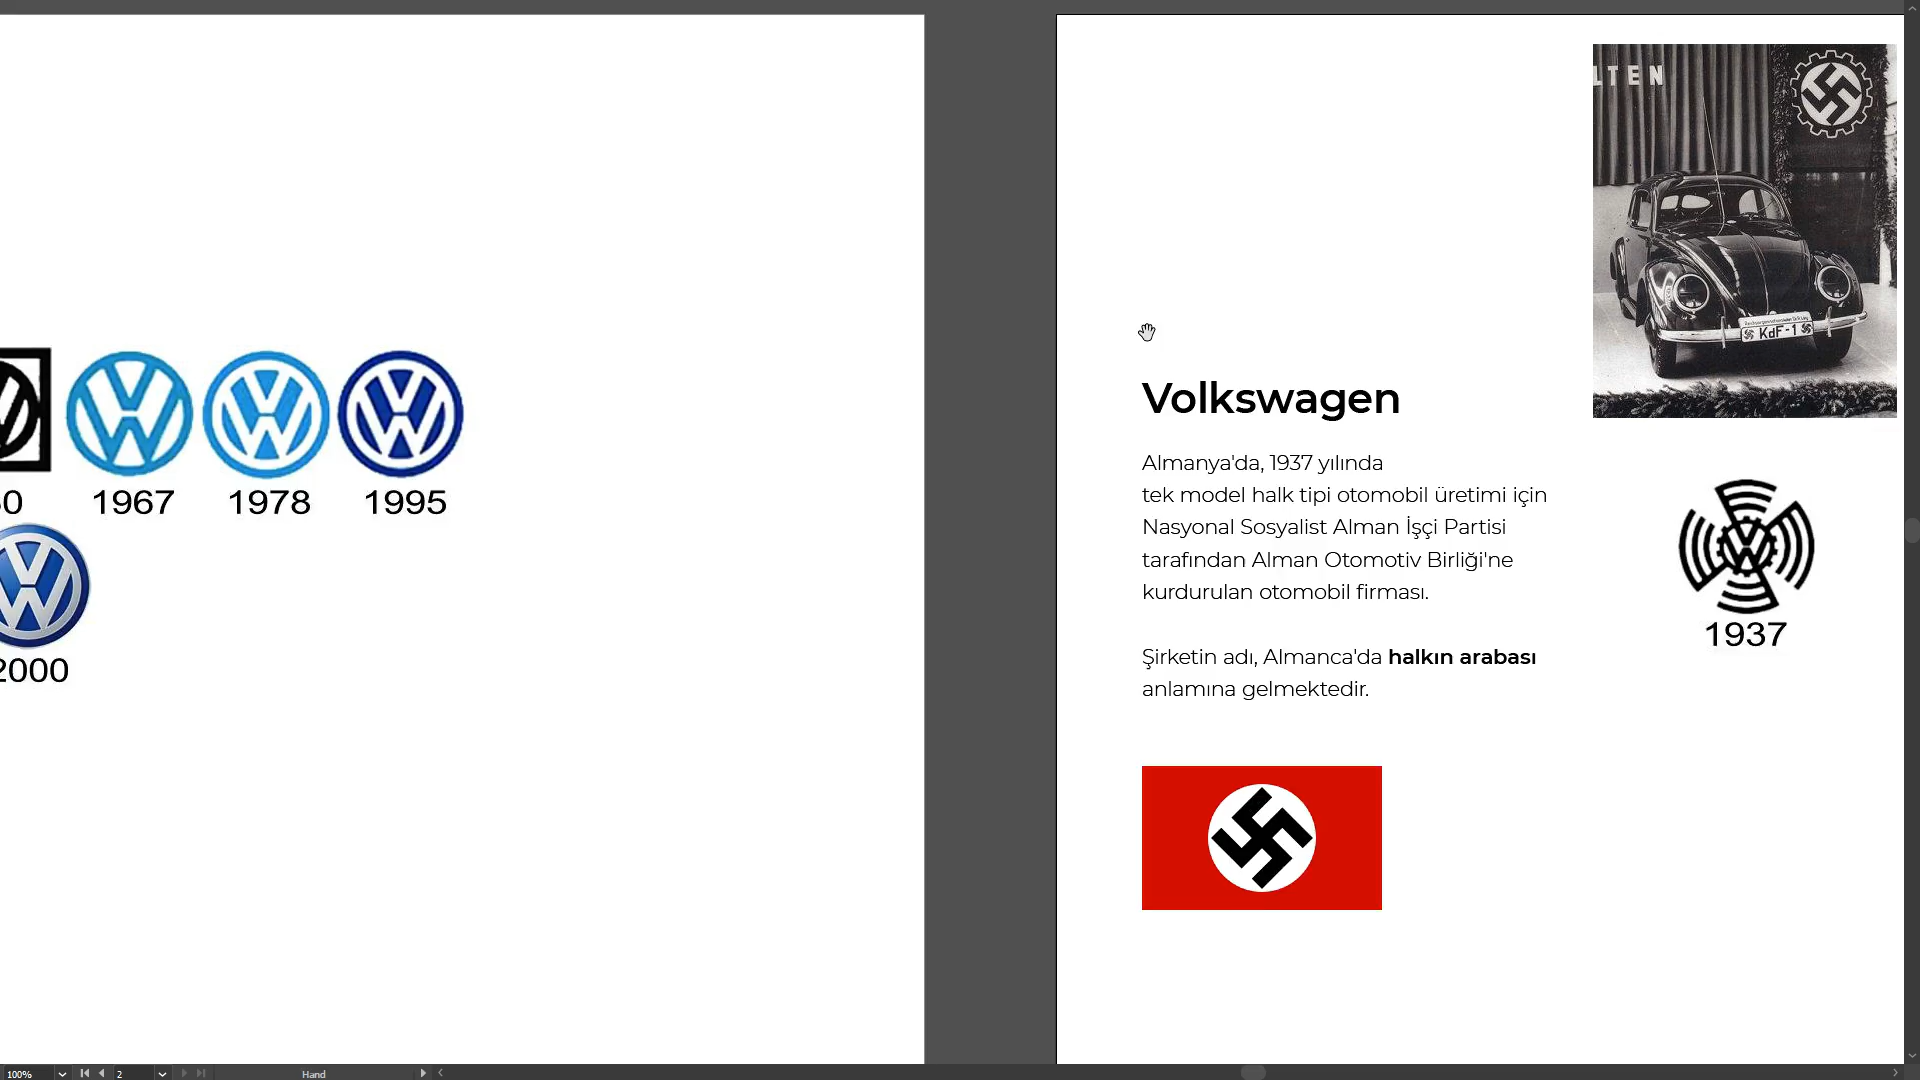 LTEN
KdF-1
1967
1978
1995
2000
Volkswagen
Almanya'da, 1937 yılında
tek model halk tipi otomobil üretimi için
Nasyonal Sosyalist Alman İşçi Partisi
tarafından Alman Otomotiv Birliği'ne
kurdurulan otomobil firması.
Şirketin adı, Almanca'da halkın arabası
anlamına gelmektedir.
1937
100%
2
Hand